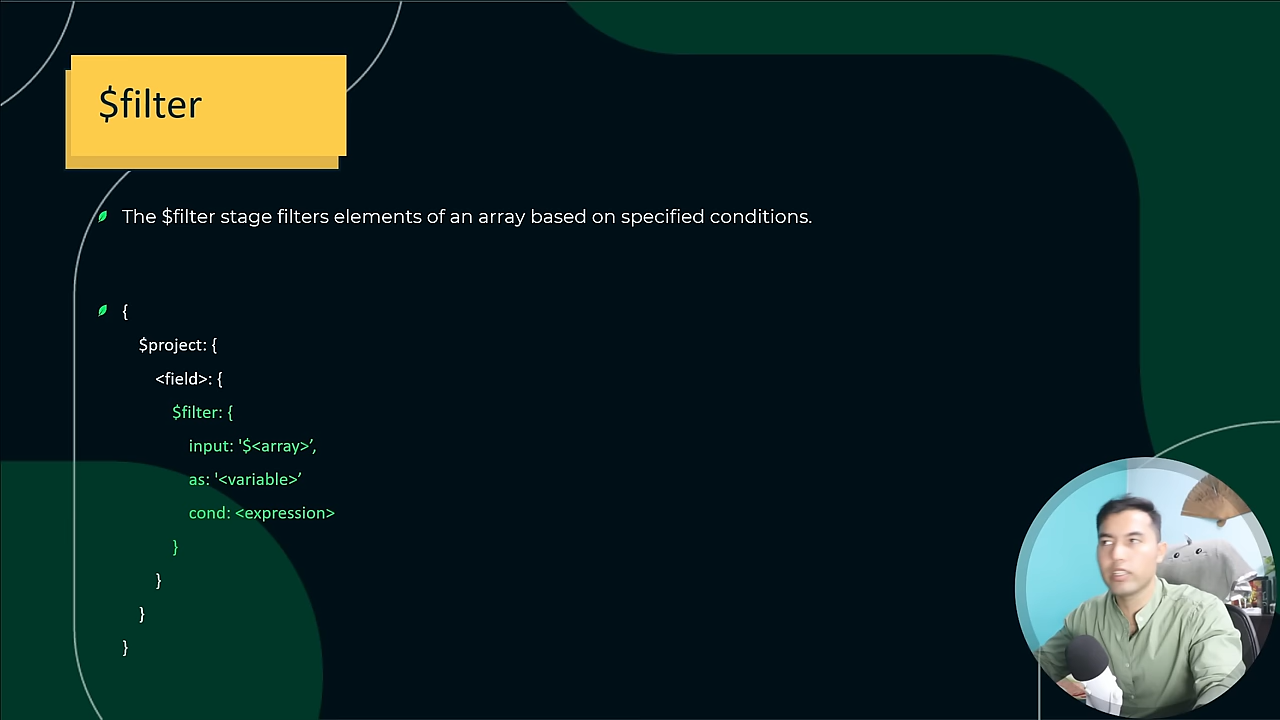 $filter
The $filter stage filters elements of an array based on specified conditions.
{
$project: {
<field>: {
$filter: {
input: '$<array>’,
as: '<variable>’
cond: <expression>
}
}
}
}